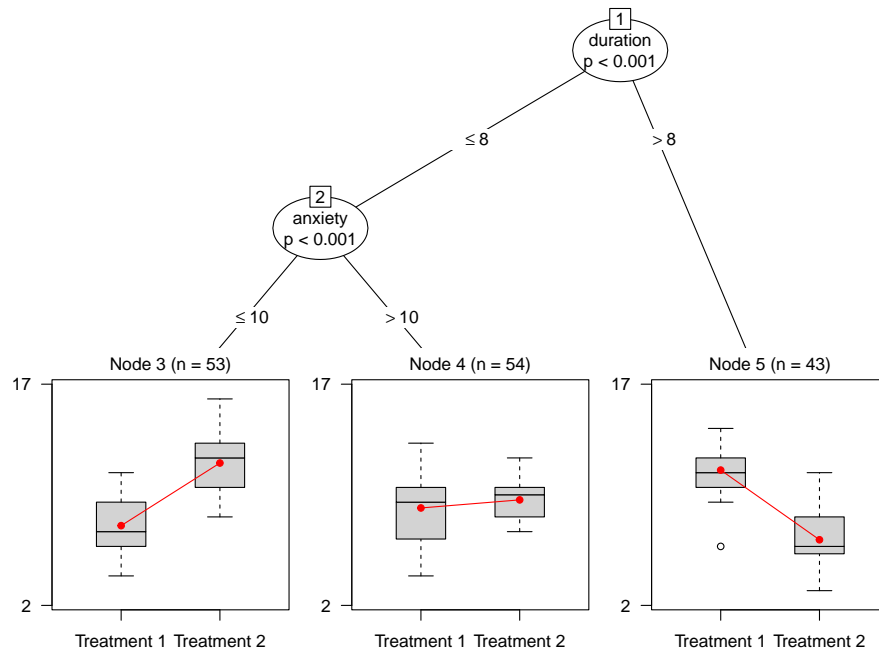 1
duration
p < 0.001
≤ 8
> 8
2
anxiety
p < 0.001
≤ 10
> 10
Node 3 (n = 53)
17
2
Treatment 1 Treatment 2
Node 4 (n = 54)
17
2
Treatment 1 Treatment 2
Node 5 (n = 43)
17
2
Treatment 1 Treatment 2